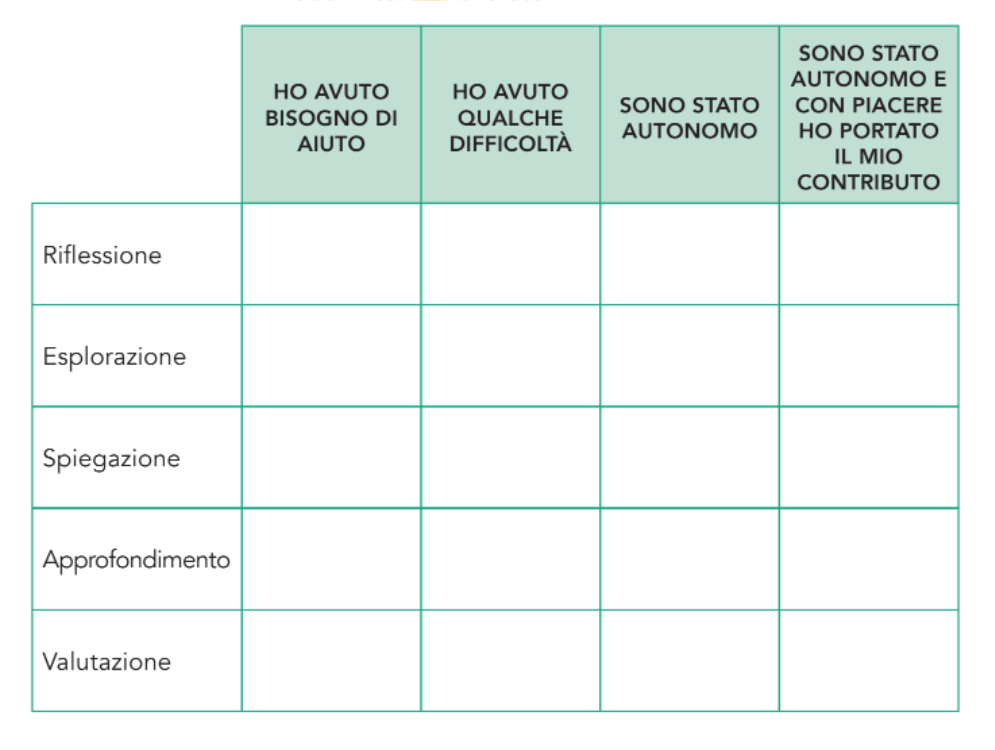 HO AVUTO
BISOGNO DI
AIUTO
HO AVUTO
QUALCHE
DIFFICOLTÀ
SONO STATO
AUTONOMO
SONO STATO
AUTONOMO E
CON PIACERE
HO PORTATO
IL MIO
CONTRIBUTO
Riflessione
Esplorazione
Spiegazione
Approfondimento
Valutazione